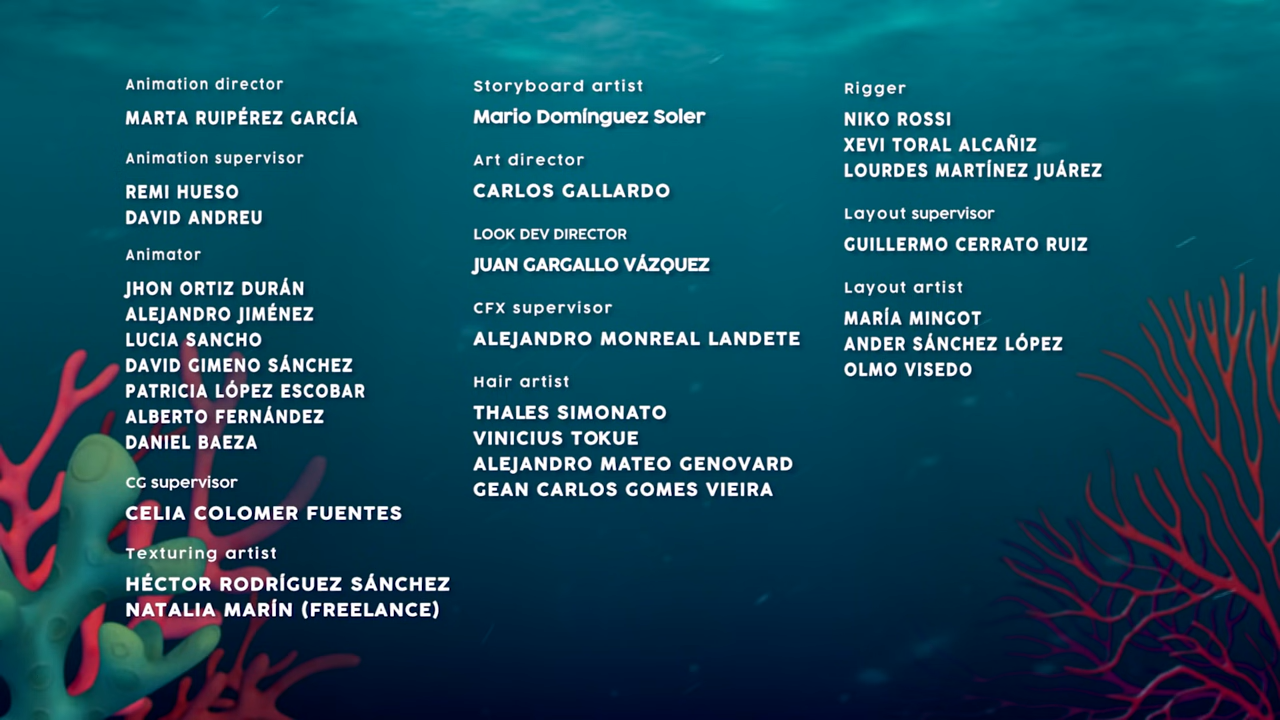 Animation director
MARTA RUIPÉREZ GARCÍA
Animation supervisor
REMI HUESO
DAVID ANDREU
Animator
JHON ORTIZ DURÁN
ALEJANDRO JIMÉNEZ
LUCIA SANCHO
DAVID GIMENO SÁNCHEZ
PATRICIA LÓPEZ ESCOBAR
ALBERTO FERNÁNDEZ
DANIEL BAEZA
CG supervisor
CELIA COLOMER FUENTES
Texturing artist
HÉCTOR RODRÍGUEZ SÁNCHEZ
NATALIA MARÍN (FREELANCE)
Storyboard artist
Mario Domínguez Soler
Art director
CARLOS GALLARDO
LOOK DEV DIRECTOR
JUAN GARGALLO VÁZQUEZ
CFX supervisor
ALEJANDRO MONREAL LANDETE
Hair artist
THALES SIMONATO
VINICIUS TOKUE
ALEJANDRO MATEO GENOVARD
GEAN CARLOS GOMES VIEIRA
Rigger
NIKO ROSSI
XEVI TORAL ALCAÑIZ
LOURDES MARTÍNEZ JUÁREZ
Layout supervisor
GUILLERMO CERRATO RUIZ
Layout artist
MARÍA MINGOT
ANDER SÁNCHEZ LÓPEZ
OLMO VISEDO